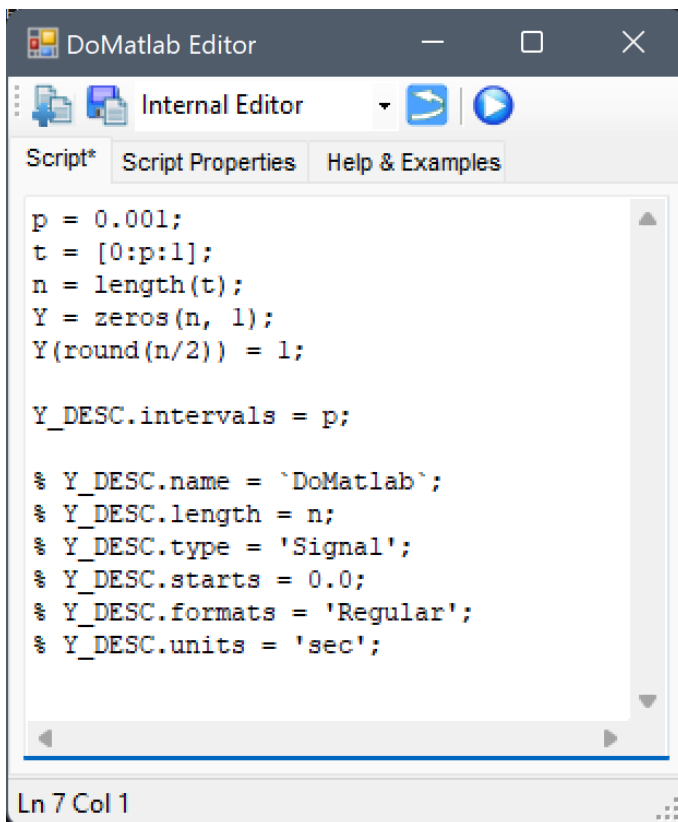 DoMatlab Editor
Internal Editor
Script* Script Properties Help & Examples
p = 0.001;
t = [0:p:1];
n = length(t);
Y = zeros(n, 1);
Y(round(n/2)) = 1;
Y_DESC.intervals = p;
% Y_DESC.name = `DoMatlab`;
% Y_DESC.length = n;
% Y_DESC.type = 'Signal';
% Y_DESC.starts = 0.0;
% Y_DESC.formats = 'Regular';
% Y_DESC.units = 'sec';
Ln 7 Col 1